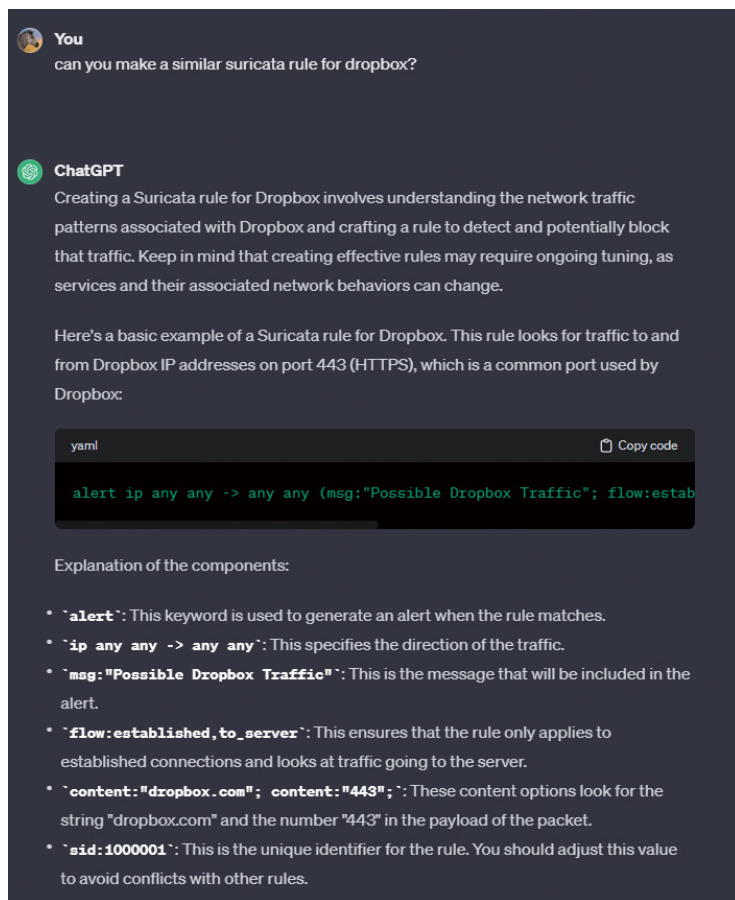 You
can you make a similar suricata rule for dropbox?
ChatGPT
Creating a Suricata rule for Dropbox involves understanding the network traffic
patterns associated with Dropbox and crafting a rule to detect and potentially block
that traffic. Keep in mind that creating effective rules may require ongoing tuning, as
services and their associated network behaviors can change.
Here's a basic example of a Suricata rule for Dropbox. This rule looks for traffic to and
from Dropbox IP addresses on port 443 (HTTPS), which is a common port used by
Dropbox:
yaml
Copy code
alert ip any any -> any any (msg:"Possible Dropbox Traffic"; flow:estab
Explanation of the components:
• `alert`: This keyword is used to generate an alert when the rule matches.
• `ip any any -> any any`: This specifies the direction of the traffic.
• `msg:"Possible Dropbox Traffic"`: This is the message that will be included in the
alert.
• `flow:established,to_server`: This ensures that the rule only applies to
established connections and looks at traffic going to the server.
• `content:"dropbox.com"; content:"443";`: These content options look for the
string "dropbox.com" and the number "443" in the payload of the packet.
• `sid:1000001`: This is the unique identifier for the rule. You should adjust this value
to avoid conflicts with other rules.